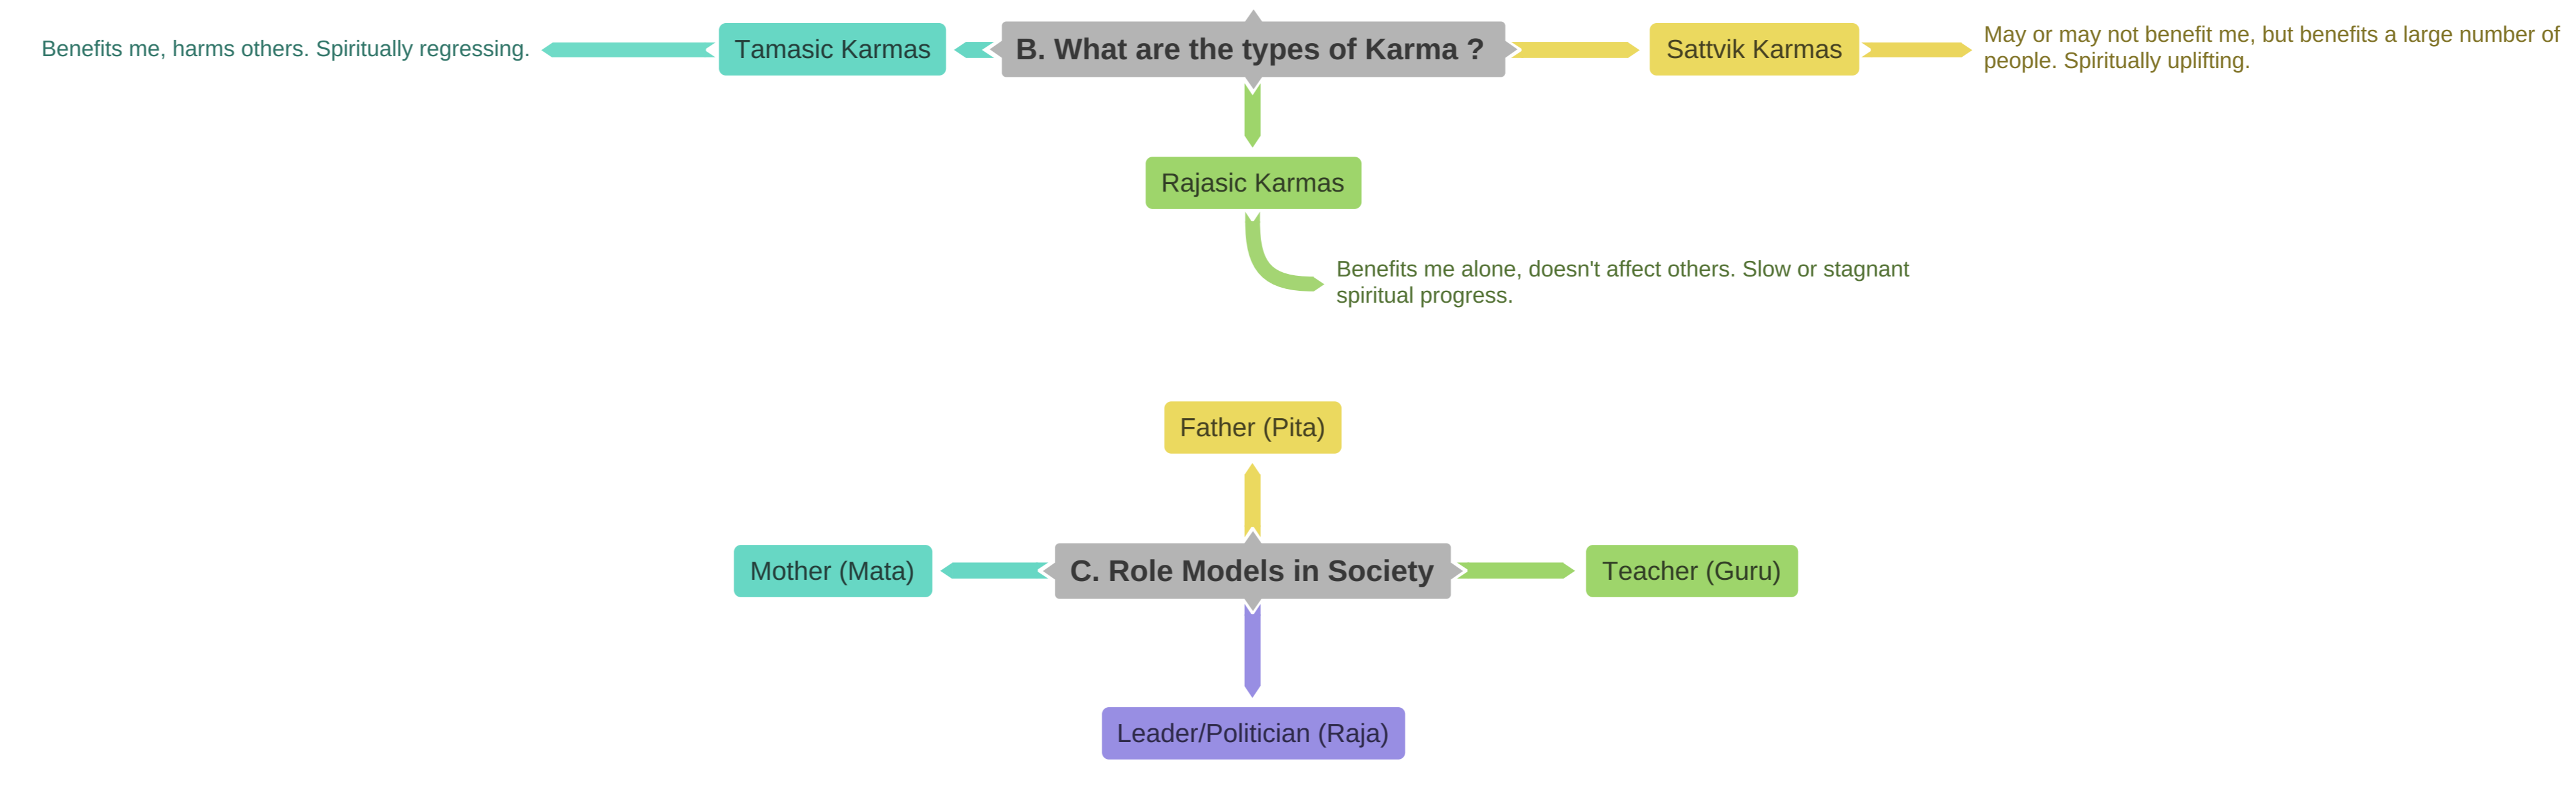 Benefits me, harms others. Spiritually regressing.
Tamasic Karmas
B. What are the types of Karma ?
Sattvik Karmas
May or may not benefit me, but benefits a large number of
people. Spiritually uplifting.
Rajasic Karmas
Benefits me alone, doesn't affect others. Slow or stagnant
spiritual progress.
Father (Pita)
Mother (Mata)
C. Role Models in Society
Teacher (Guru)
Leader/Politician (Raja)